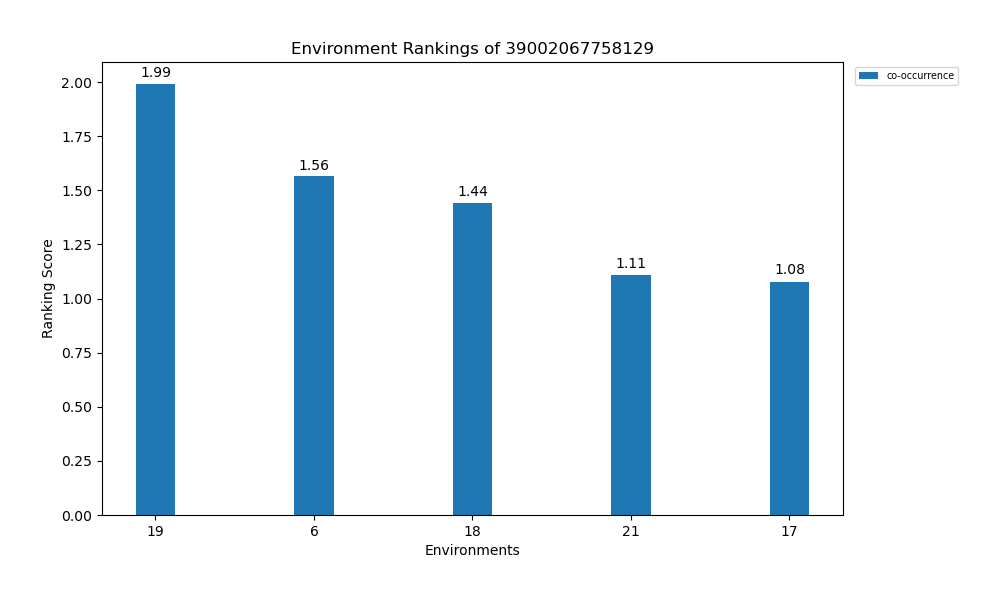 Environment Rankings of 39002067758129
co-occurrence
Ranking Score
2.00
1.75
1.50
1.25
1.00
0.75
0.50
0.25
0.00
1.99
1.56
1.44
1.11
1.08
19 6 18 21 17
Environments